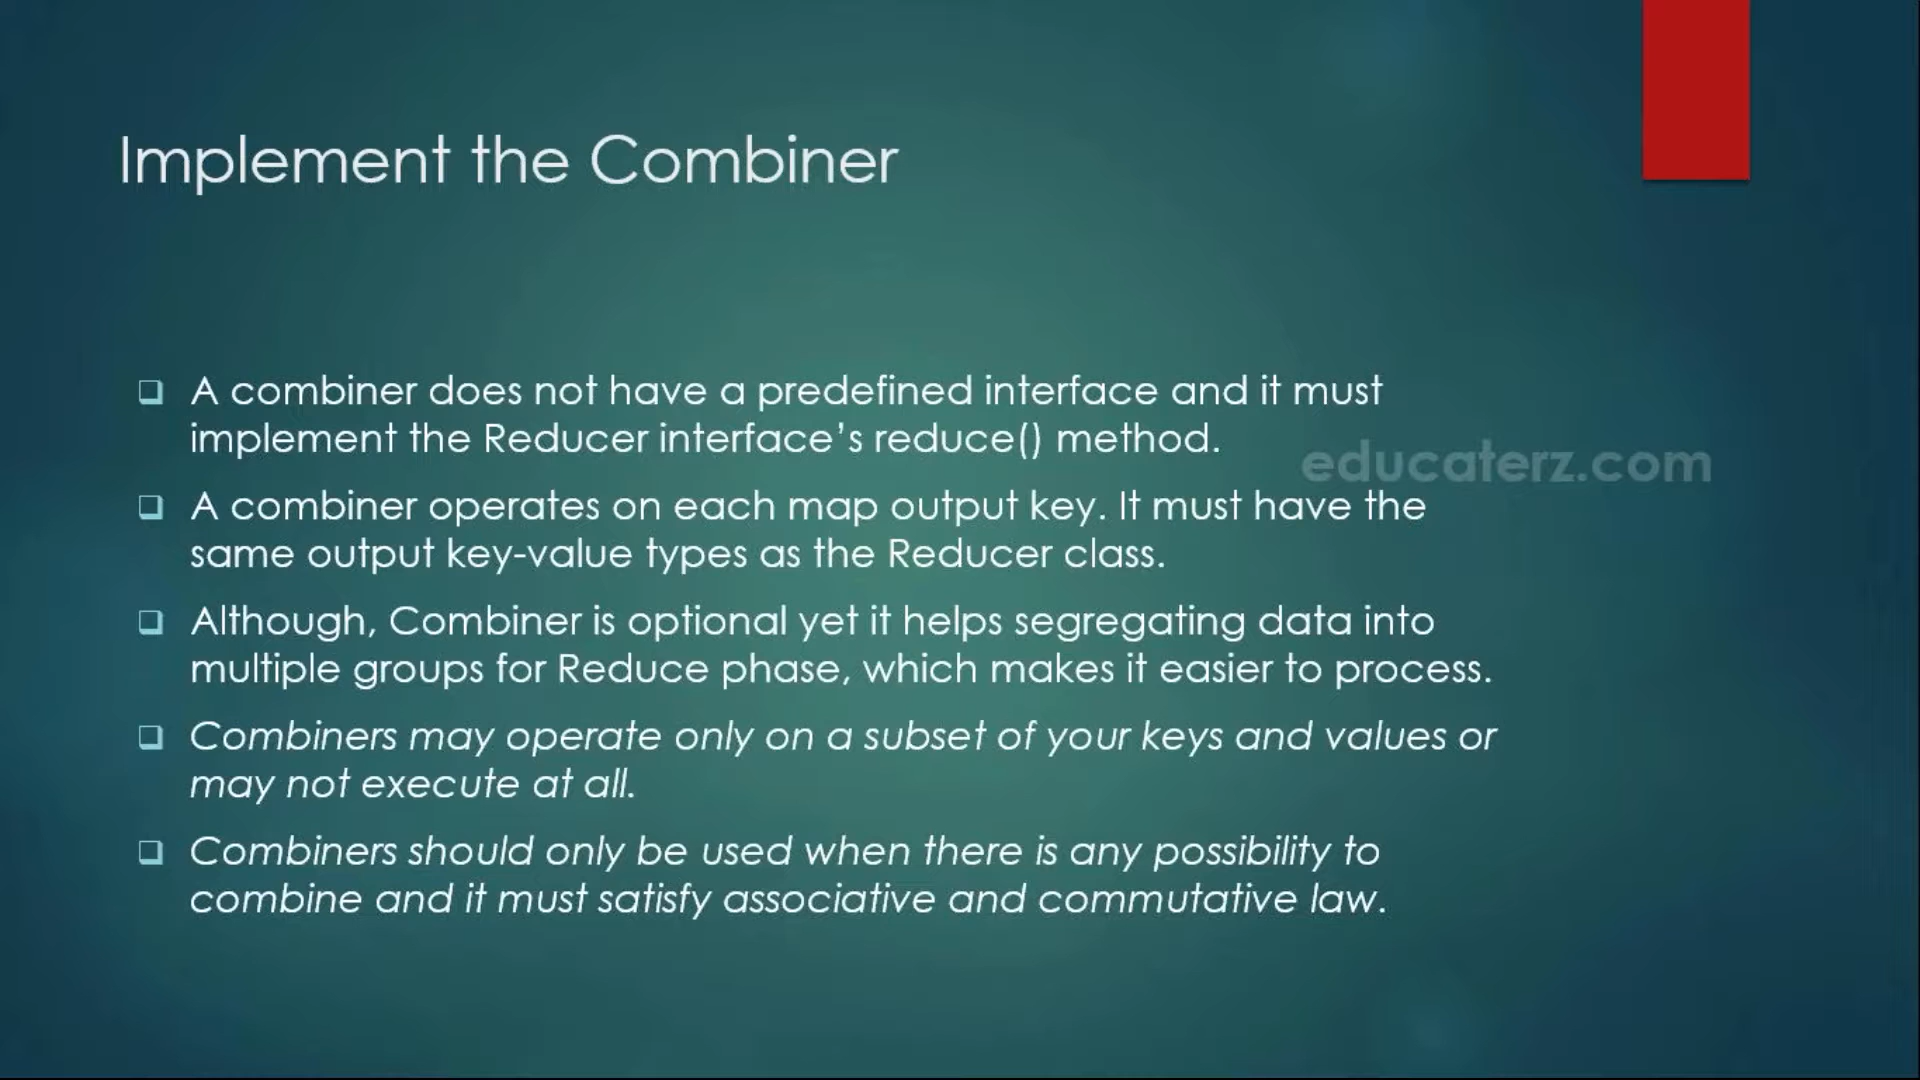 Implement the Combiner
A combiner does not have a predefined interface and it must
implement the Reducer interface’s reduce() method.
educaterz.com
A combiner operates on each map output key. It must have the
same output key-value types as the Reducer class.
Although, Combiner is optional yet it helps segregating data into
multiple groups for Reduce phase, which makes it easier to process.
Combiners may operate only on a subset of your keys and values or
may not execute at all.
Combiners should only be used when there is any possibility to
combine and it must satisfy associative and commutative law.